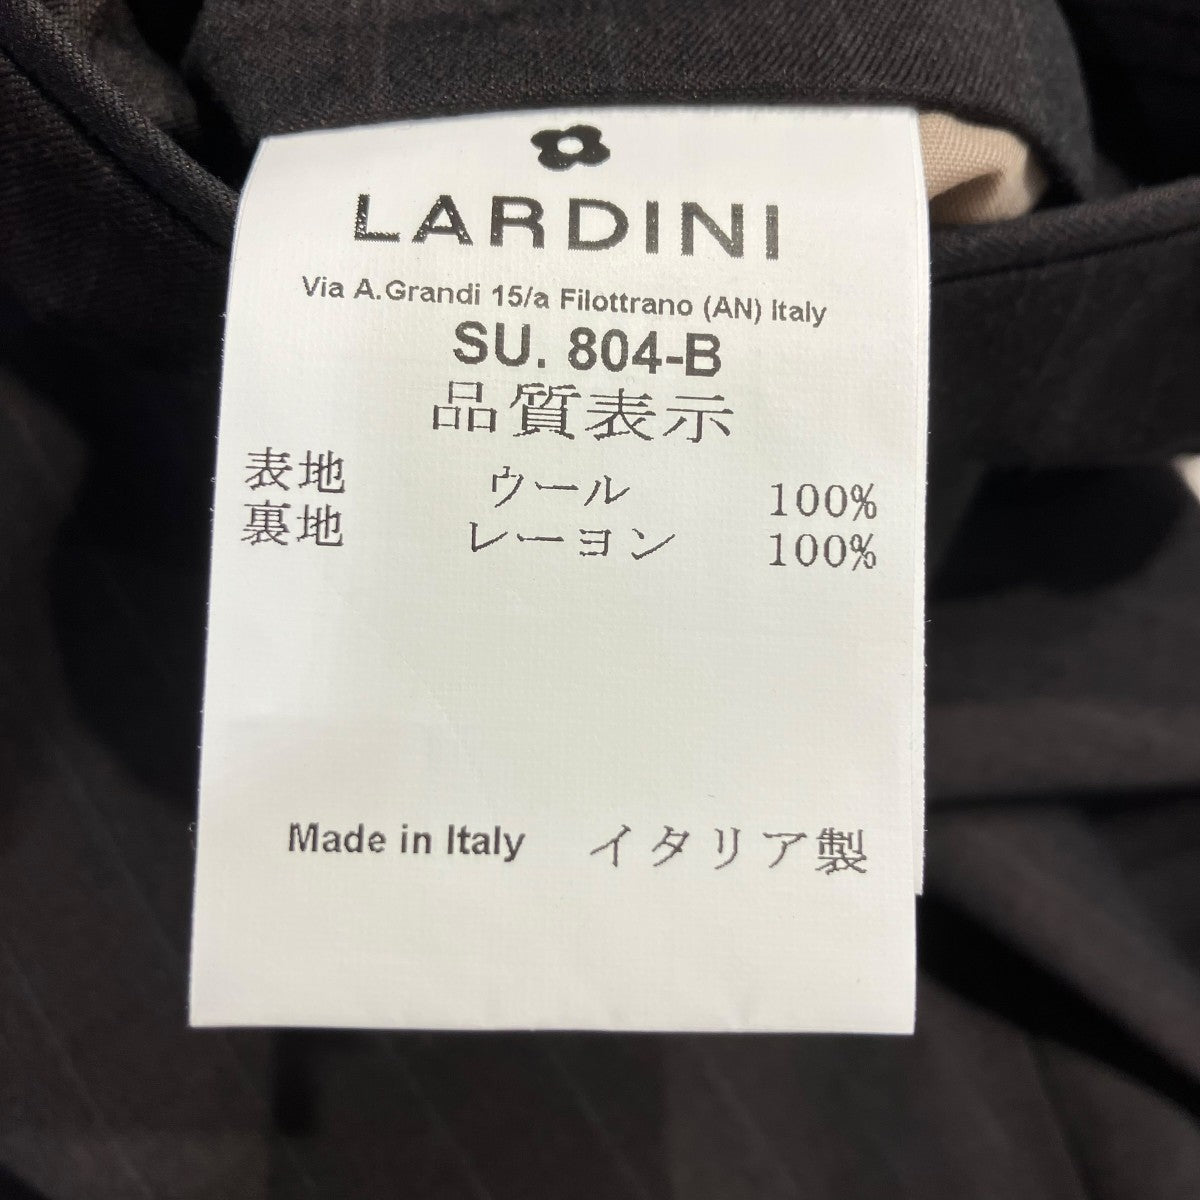 LARDINI
Via A.Grandi 15/a Filottrano (AN) Italy
SU. 804-B
品質表示
表地 ウール 100%
裏地 レーヨン 100%
Made in Italy イタリア製